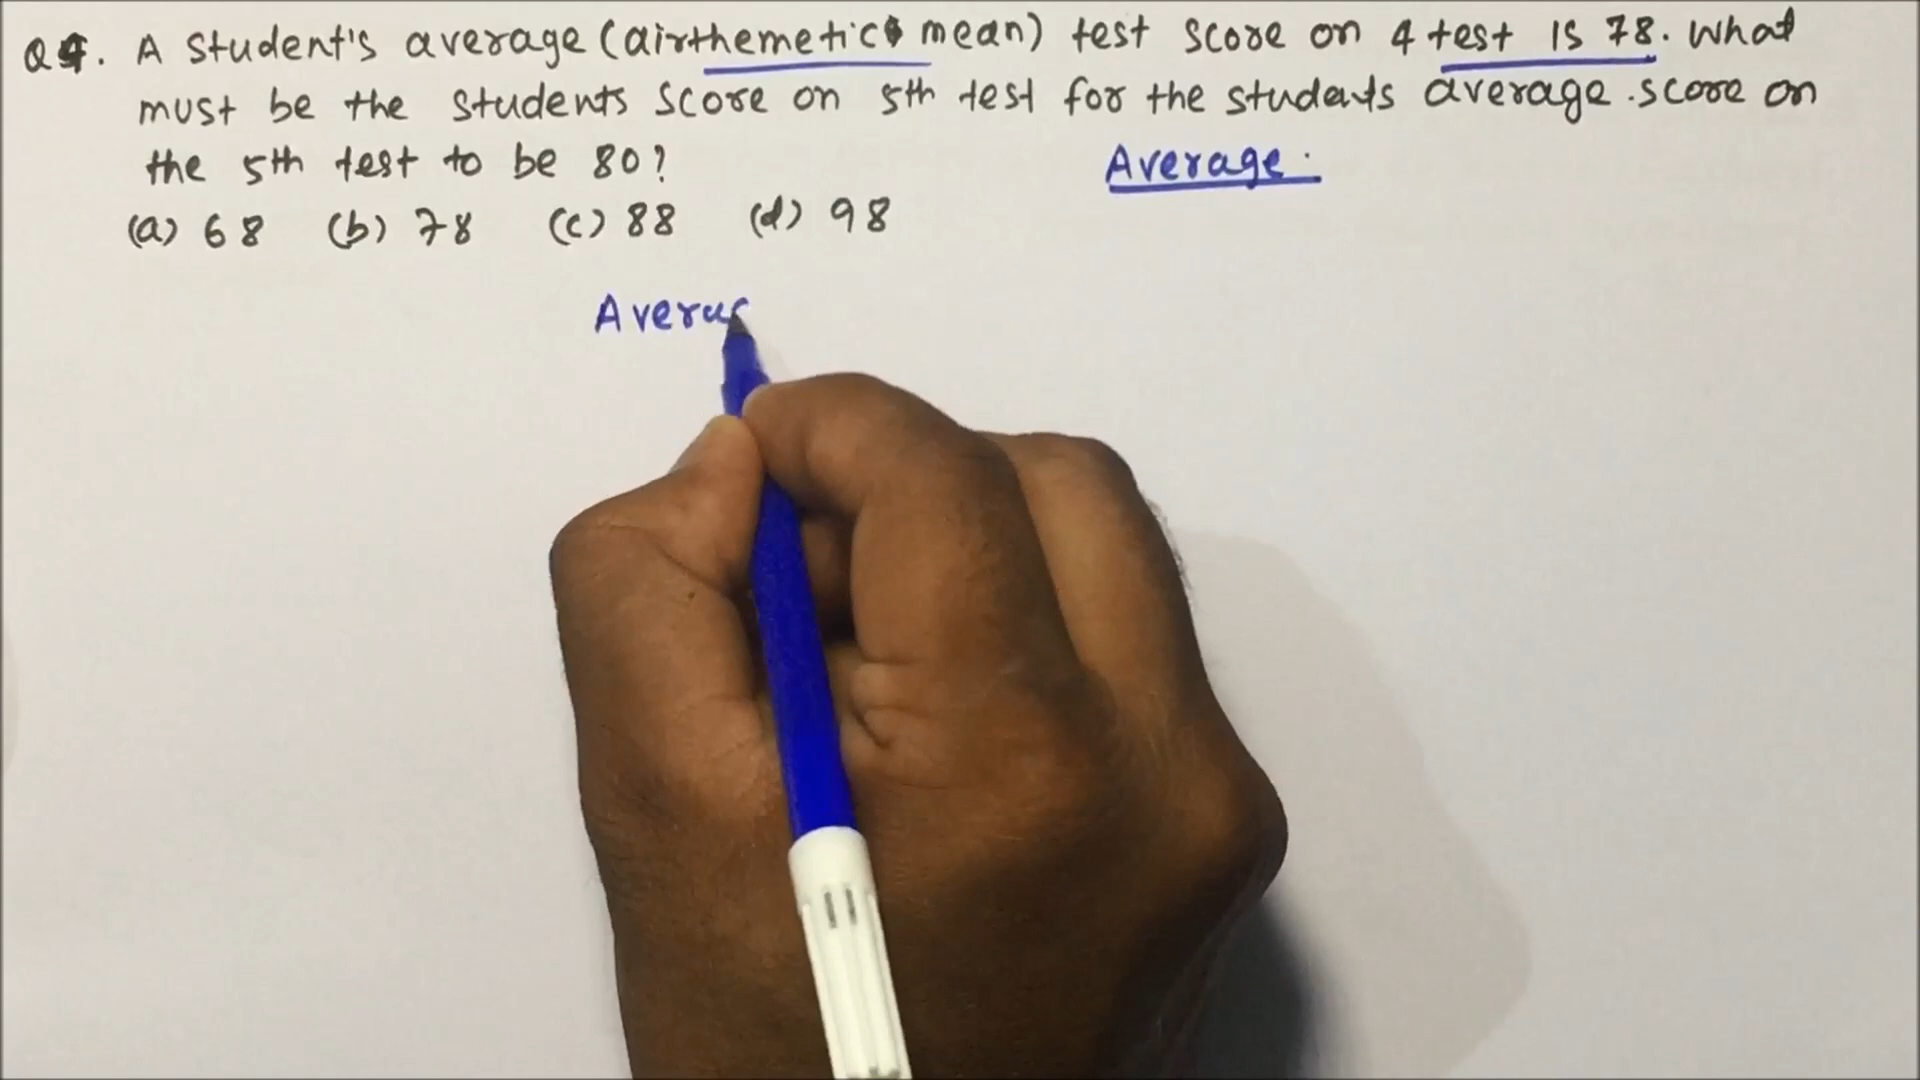 Q4. A student's average (airthemetic mean) test score on 4 test is 78. What
must be the students score on 5th test for the students average score on
the 5th test to be 80?
Average.
(a) 68 (b) 78 (c) 88 (d) 98
Averag